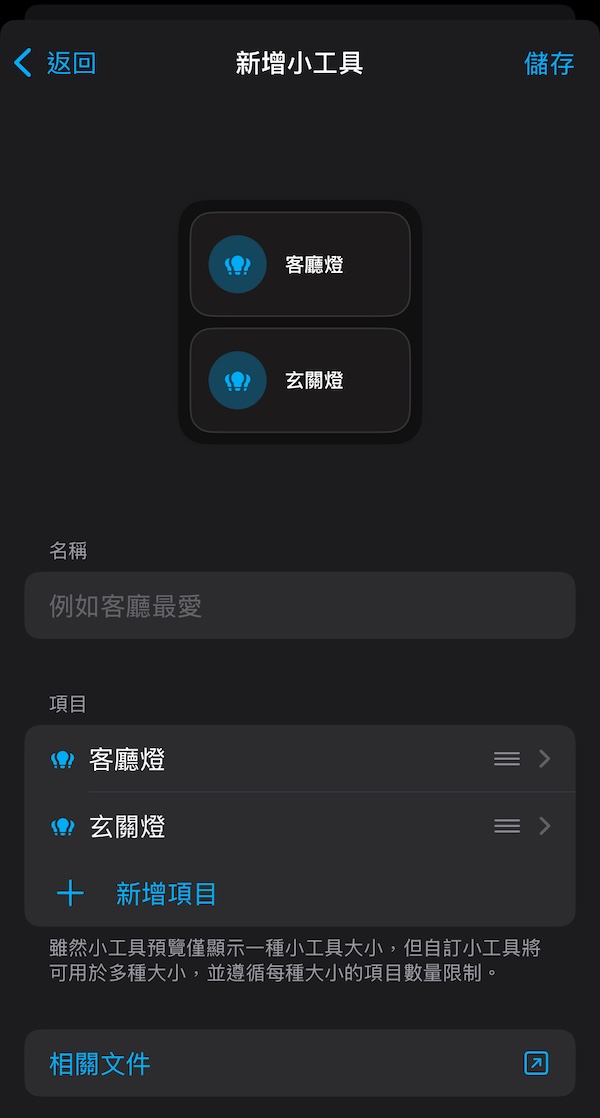 返回
新增小工具
儲存
客廳燈
玄關燈
名稱
例如客廳最愛
項目
客廳燈
玄關燈
新增項目
雖然小工具預覽僅顯示一種小工具大小，但自訂小工具將
可用於多種大小，並遵循每種大小的項目數量限制。
相關文件